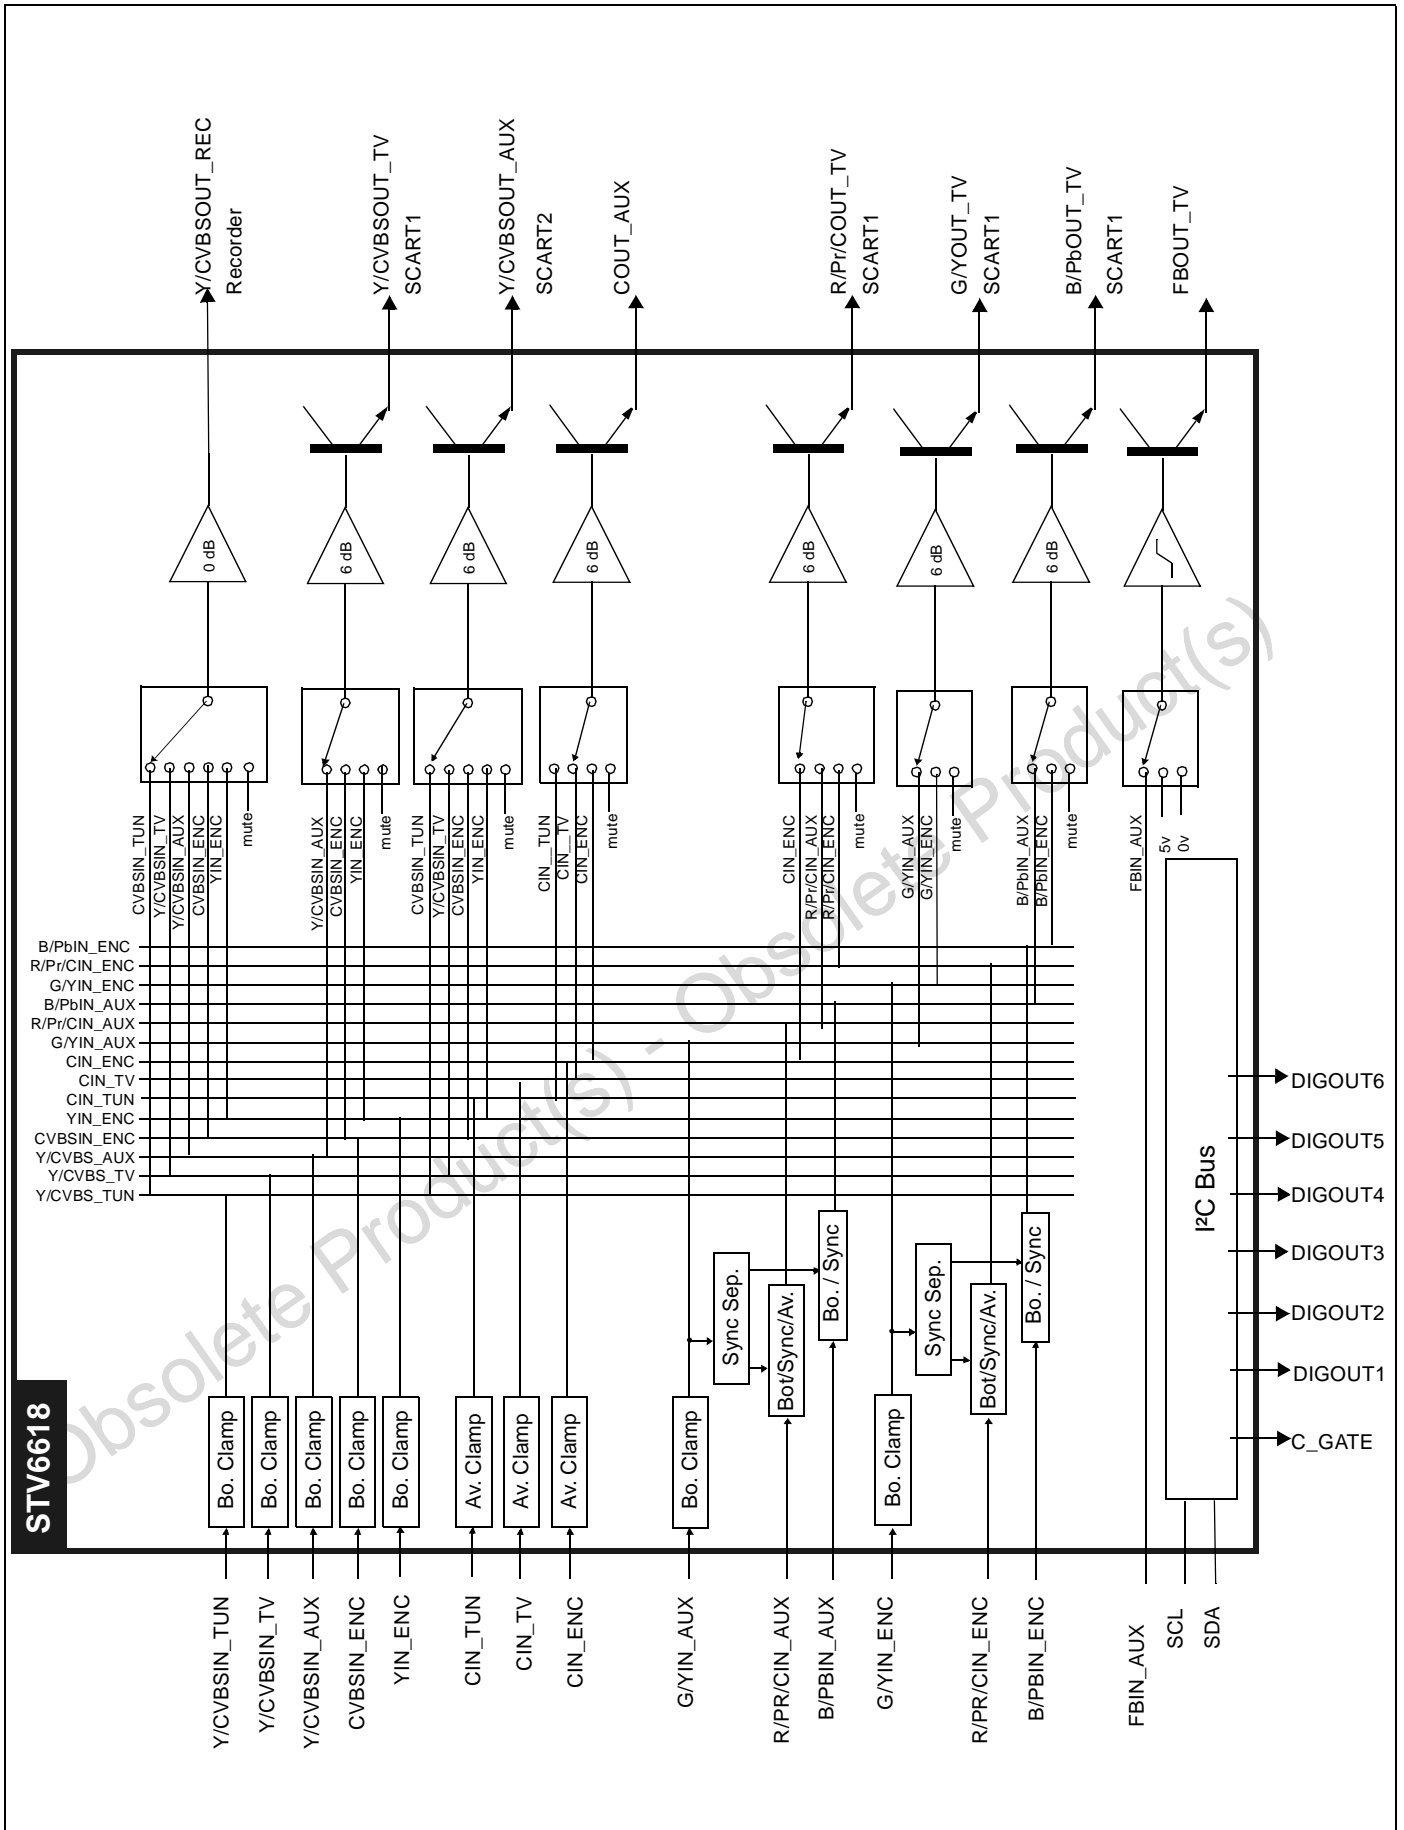 Y/CVBSOUT_REC
Recorder
Y/CVBSOUT_TV
SCART1
Y/CVBSOUT_AUX
SCART2
COUT_AUX
R/Pr/COUT_TV
SCART1
G/YOUT_TV
SCART1
B/PbOUT_TV
SCART1
FBOUT_TV
0 dB
6 dB
6 dB
6 dB
6 dB
6 dB
6 dB
CVBSIN_TUN
Y/CVBSIN_TV
Y/CVBSIN_AUX
CVBSIN_ENC
YIN_ENC
mute
Y/CVBSIN_AUX
CVBSIN_ENC
YIN_ENC
mute
CVBSIN_TUN
Y/CVBSIN_TV
CVBSIN_ENC
YIN_ENC
mute
CIN__TUN
CIN__TV
CIN_ENC
mute
CIN_ENC
R/Pr/CIN_AUX
R/Pr/CIN_ENC
mute
G/YIN_AUX
G/YIN_ENC
mute
B/PbIN_AUX
B/PbIN_ENC
mute
FBIN_AUX
5v
0v
B/PbIN_ENC
R/Pr/CIN_ENC
G/YIN_ENC
B/PbIN_AUX
R/Pr/CIN_AUX
G/YIN_AUX
CIN_ENC
CIN_TV
CIN_TUN
YIN_ENC
CVBSIN_ENC
Y/CVBS_AUX
Y/CVBS_TV
Y/CVBS_TUN
Bo. Clamp
Bo. Clamp
Bo. Clamp
Bo. Clamp
Bo. Clamp
Av. Clamp
Av. Clamp
Av. Clamp
Bo. Clamp
Sync Sep.
Bot/Sync/Av.
Bo. / Sync
Bo. Clamp
Sync Sep.
Bot/Sync/Av.
Bo. / Sync
I²C Bus
DIGOUT6
DIGOUT5
DIGOUT4
DIGOUT3
DIGOUT2
DIGOUT1
C_GATE
STV6618
Y/CVBSIN_TUN
Y/CVBSIN_TV
Y/CVBSIN_AUX
CVBSIN_ENC
YIN_ENC
CIN_TUN
CIN_TV
CIN_ENC
G/YIN_AUX
R/PR/CIN_AUX
B/PBIN_AUX
G/YIN_ENC
R/PR/CIN_ENC
B/PBIN_ENC
FBIN_AUX
SCL
SDA
Obsolete Product(s) - Obsolete Product(s)